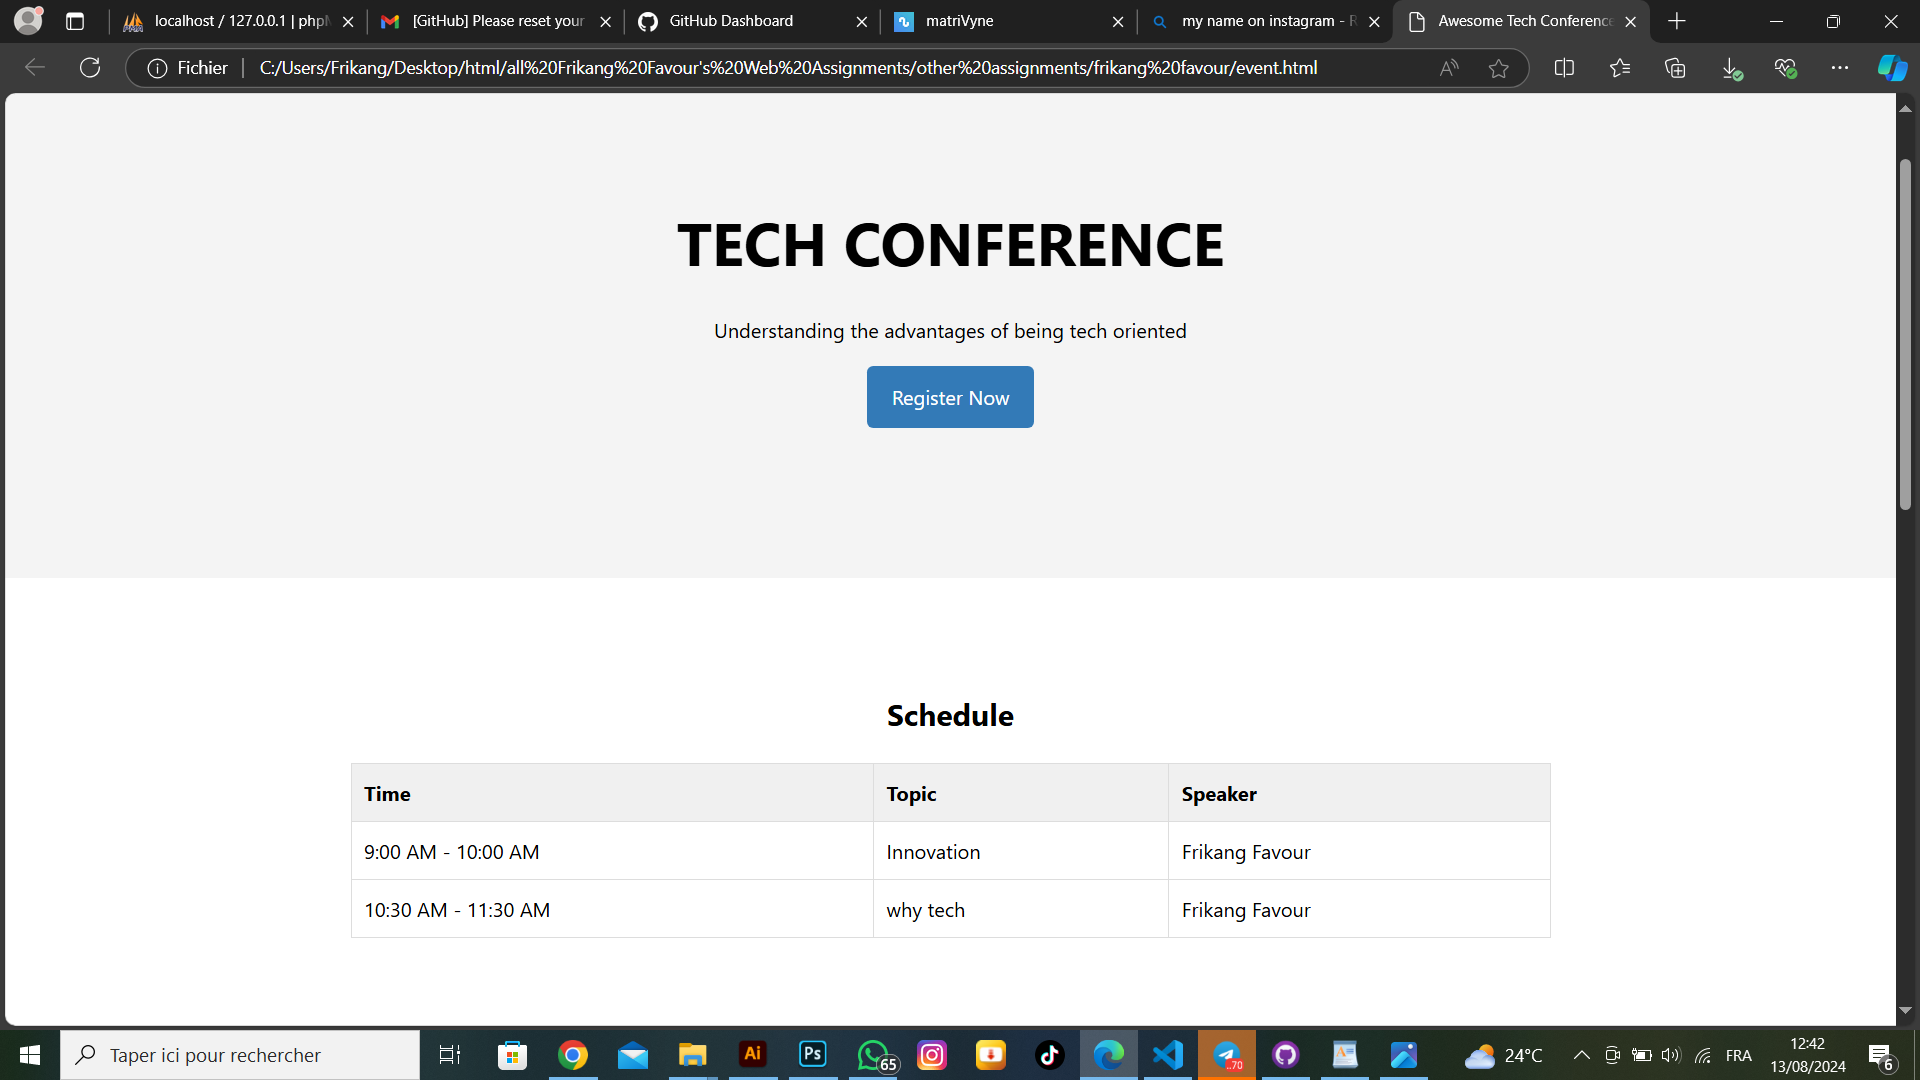 localhost / 127.0.0.1 | phpM
[GitHub] Please reset your
GitHub Dashboard
matriVyne
my name on instagram - R
Awesome Tech Conference
Fichier
C:/Users/Frikang/Desktop/html/all%20Frikang%20Favour's%20Web%20Assignments/other%20assignments/frikang%20favour/event.html
TECH CONFERENCE
Understanding the advantages of being tech oriented
Register Now
Schedule
Time Topic Speaker
9:00 AM - 10:00 AM Innovation Frikang Favour
10:30 AM - 11:30 AM why tech Frikang Favour
Taper ici pour rechercher
Ai
Ps
65
..70
24°C
FRA
12:42
13/08/2024
6